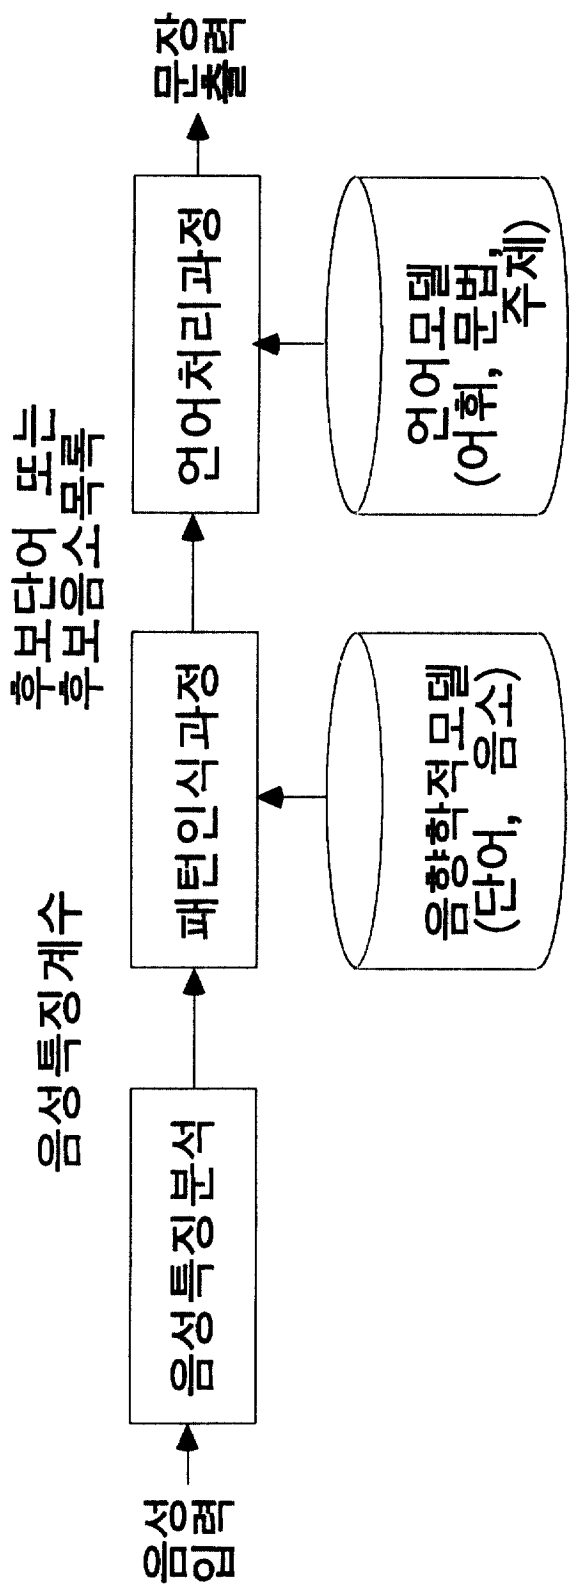 음성
입력
음성특징분석
음성특징계수
패턴인식과정
음향학적모델
(단어, 음소)
후보단어 또는
후보음소목록
언어처리과정
언어모델
(어휘, 문법,
주제)
문장
출력